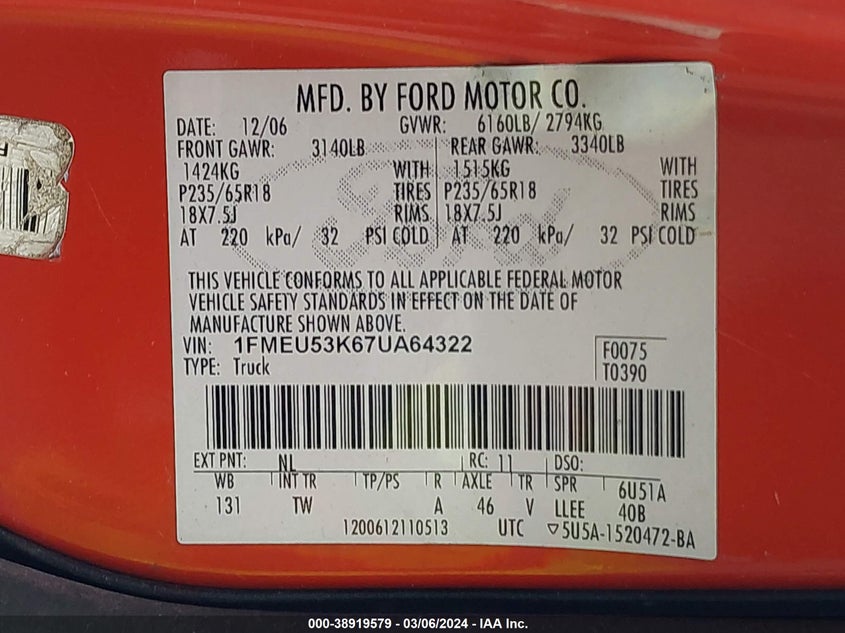 MFD. BY FORD MOTOR CO.
DATE: 12/06 GVWR: 6160LB/ 2794KG
FRONT GAWR: 3140LB REAR GAWR: 3340LB
1424KG WITH 1515KG WITH
P235/65R18 TIRES P235/65R18 TIRES
18X7.5J RIMS 18X7.5J RIMS
AT 220 kPa/ 32 PSI COLD AT 220 kPa/ 32 PSI COLD
THIS VEHICLE CONFORMS TO ALL APPLICABLE FEDERAL MOTOR
VEHICLE SAFETY STANDARDS IN EFFECT ON THE DATE OF
MANUFACTURE SHOWN ABOVE.
VIN: 1FMEU53K67UA64322 F0075
TYPE: Truck T0390
EXT PNT: NL RC: 11 DSO:
WB INT TR TP/PS R AXLE TR SPR 6U51A
131 TW A 46 V LLEE 40B
1200612110513 UTC ▽5U5A-1520472-BA
000-38919579 - 03/06/2024 - IAA Inc.